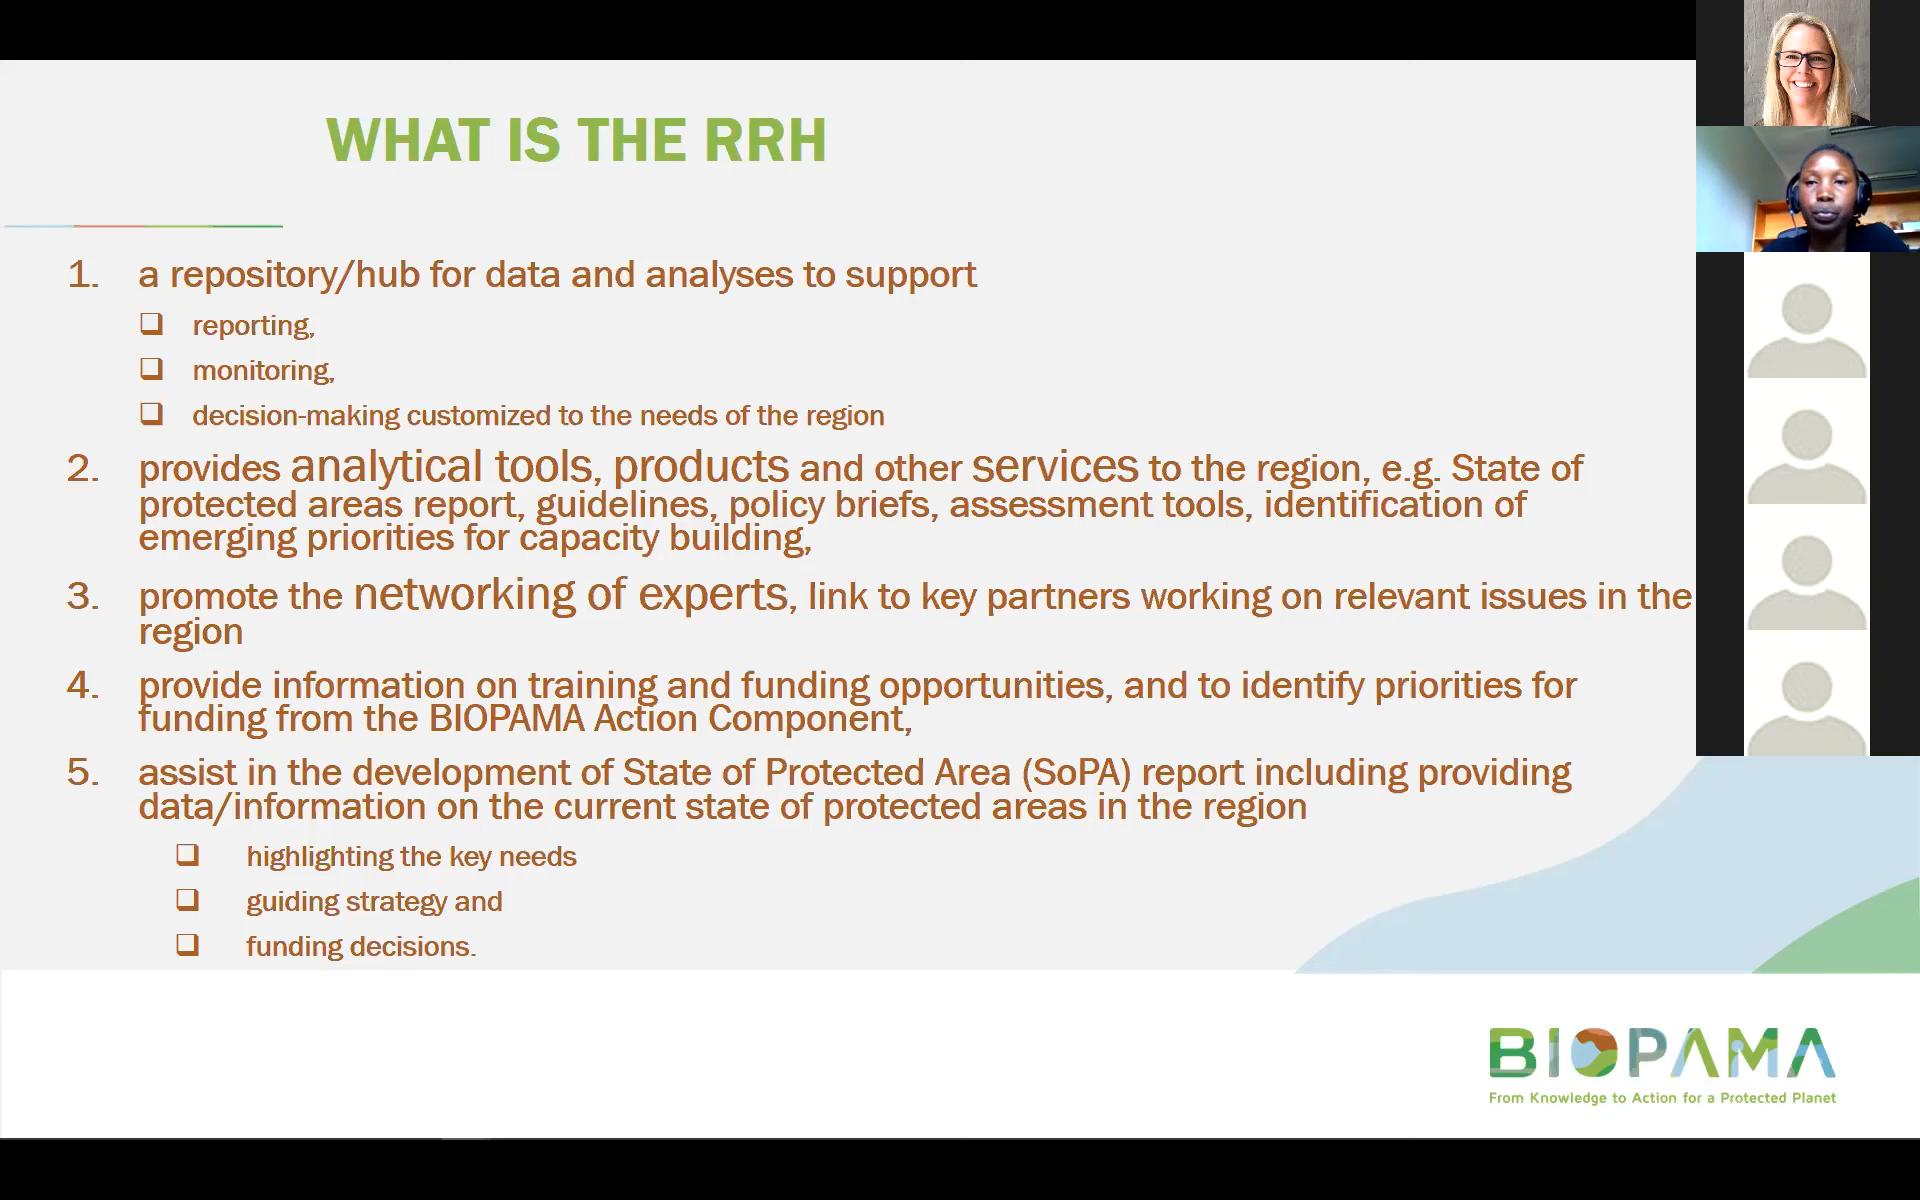 WHAT IS THE RRH
1. a repository/hub for data and analyses to support
reporting,
monitoring,
decision-making customized to the needs of the region
2. provides analytical tools, products and other services to the region, e.g. State of
protected areas report, guidelines, policy briefs, assessment tools, identification of
emerging priorities for capacity building,
3. promote the networking of experts, link to key partners working on relevant issues in the
region
4. provide information on training and funding opportunities, and to identify priorities for
funding from the BIOPAMA Action Component,
5. assist in the development of State of Protected Area (SoPA) report including providing
data/information on the current state of protected areas in the region
highlighting the key needs
guiding strategy and
funding decisions.
BIOPAMA
From Knowledge to Action for a Protected Planet